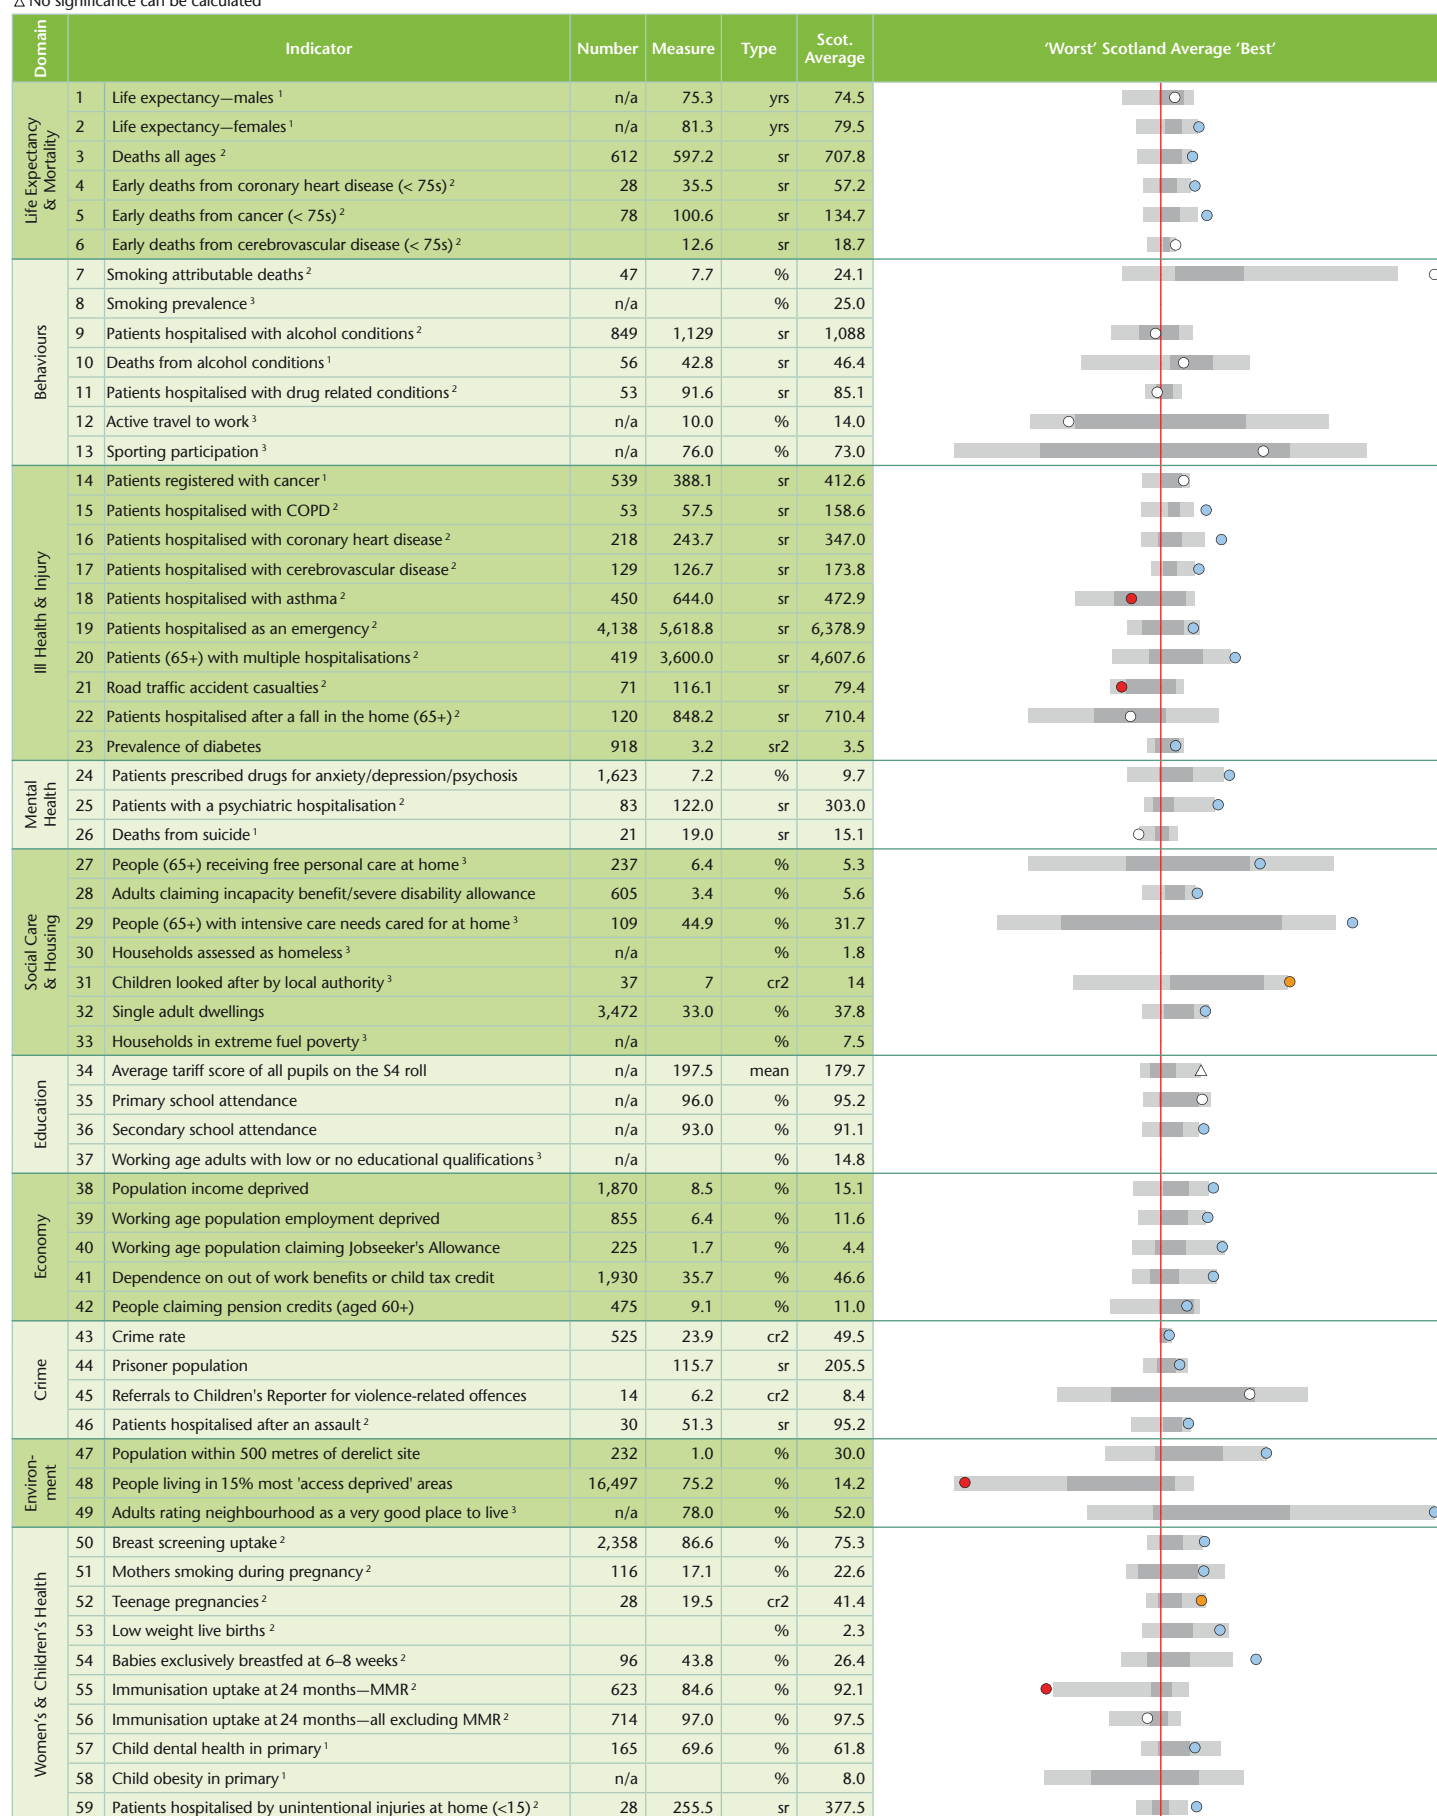 △ No significance can be calculated
Domain Indicator Number Measure Type Scot. Average 'Worst' Scotland Average 'Best'
Life Expectancy & Mortality
1 Life expectancy—males 1 n/a 75.3 yrs 74.5
2 Life expectancy—females 1 n/a 81.3 yrs 79.5
3 Deaths all ages 2 612 597.2 sr 707.8
4 Early deaths from coronary heart disease (< 75s) 2 28 35.5 sr 57.2
5 Early deaths from cancer (< 75s) 2 78 100.6 sr 134.7
6 Early deaths from cerebrovascular disease (< 75s) 2 12.6 sr 18.7
Behaviours
7 Smoking attributable deaths 2 47 7.7 % 24.1
8 Smoking prevalence 3 n/a % 25.0
9 Patients hospitalised with alcohol conditions 2 849 1,129 sr 1,088
10 Deaths from alcohol conditions 1 56 42.8 sr 46.4
11 Patients hospitalised with drug related conditions 2 53 91.6 sr 85.1
12 Active travel to work 3 n/a 10.0 % 14.0
13 Sporting participation 3 n/a 76.0 % 73.0
Ill Health & Injury
14 Patients registered with cancer 1 539 388.1 sr 412.6
15 Patients hospitalised with COPD 2 53 57.5 sr 158.6
16 Patients hospitalised with coronary heart disease 2 218 243.7 sr 347.0
17 Patients hospitalised with cerebrovascular disease 2 129 126.7 sr 173.8
18 Patients hospitalised with asthma 2 450 644.0 sr 472.9
19 Patients hospitalised as an emergency 2 4,138 5,618.8 sr 6,378.9
20 Patients (65+) with multiple hospitalisations 2 419 3,600.0 sr 4,607.6
21 Road traffic accident casualties 2 71 116.1 sr 79.4
22 Patients hospitalised after a fall in the home (65+) 2 120 848.2 sr 710.4
23 Prevalence of diabetes 918 3.2 sr2 3.5
Mental Health
24 Patients prescribed drugs for anxiety/depression/psychosis 1,623 7.2 % 9.7
25 Patients with a psychiatric hospitalisation 2 83 122.0 sr 303.0
26 Deaths from suicide 1 21 19.0 sr 15.1
Social Care & Housing
27 People (65+) receiving free personal care at home 3 237 6.4 % 5.3
28 Adults claiming incapacity benefit/severe disability allowance 605 3.4 % 5.6
29 People (65+) with intensive care needs cared for at home 3 109 44.9 % 31.7
30 Households assessed as homeless 3 n/a % 1.8
31 Children looked after by local authority 3 37 7 cr2 14
32 Single adult dwellings 3,472 33.0 % 37.8
33 Households in extreme fuel poverty 3 n/a % 7.5
Education
34 Average tariff score of all pupils on the S4 roll n/a 197.5 mean 179.7
35 Primary school attendance n/a 96.0 % 95.2
36 Secondary school attendance n/a 93.0 % 91.1
37 Working age adults with low or no educational qualifications 3 n/a % 14.8
Economy
38 Population income deprived 1,870 8.5 % 15.1
39 Working age population employment deprived 855 6.4 % 11.6
40 Working age population claiming Jobseeker's Allowance 225 1.7 % 4.4
41 Dependence on out of work benefits or child tax credit 1,930 35.7 % 46.6
42 People claiming pension credits (aged 60+) 475 9.1 % 11.0
Crime
43 Crime rate 525 23.9 cr2 49.5
44 Prisoner population 115.7 sr 205.5
45 Referrals to Children's Reporter for violence-related offences 14 6.2 cr2 8.4
46 Patients hospitalised after an assault 2 30 51.3 sr 95.2
Environ-ment
47 Population within 500 metres of derelict site 232 1.0 % 30.0
48 People living in 15% most 'access deprived' areas 16,497 75.2 % 14.2
49 Adults rating neighbourhood as a very good place to live 3 n/a 78.0 % 52.0
Women's & Children's Health
50 Breast screening uptake 2 2,358 86.6 % 75.3
51 Mothers smoking during pregnancy 2 116 17.1 % 22.6
52 Teenage pregnancies 2 28 19.5 cr2 41.4
53 Low weight live births 2 % 2.3
54 Babies exclusively breastfed at 6–8 weeks 2 96 43.8 % 26.4
55 Immunisation uptake at 24 months—MMR 2 623 84.6 % 92.1
56 Immunisation uptake at 24 months—all excluding MMR 2 714 97.0 % 97.5
57 Child dental health in primary 1 165 69.6 % 61.8
58 Child obesity in primary 1 n/a % 8.0
59 Patients hospitalised by unintentional injuries at home (<15) 2 28 255.5 sr 377.5